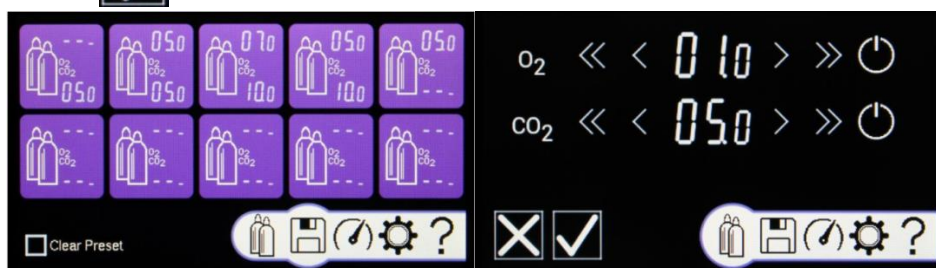 --- 05.0 07.0 05.0 05.0
O2 O2 O2 O2 O2
CO2 CO2 CO2 CO2 CO2
05.0 05.0 10.0 10.0 ---
--- --- --- --- ---
O2 O2 O2 O2 O2
CO2 CO2 CO2 CO2 CO2
--- --- --- --- ---
Clear Preset
?
O2 << < 01.0 > >>
CO2 << < 05.0 > >>
?